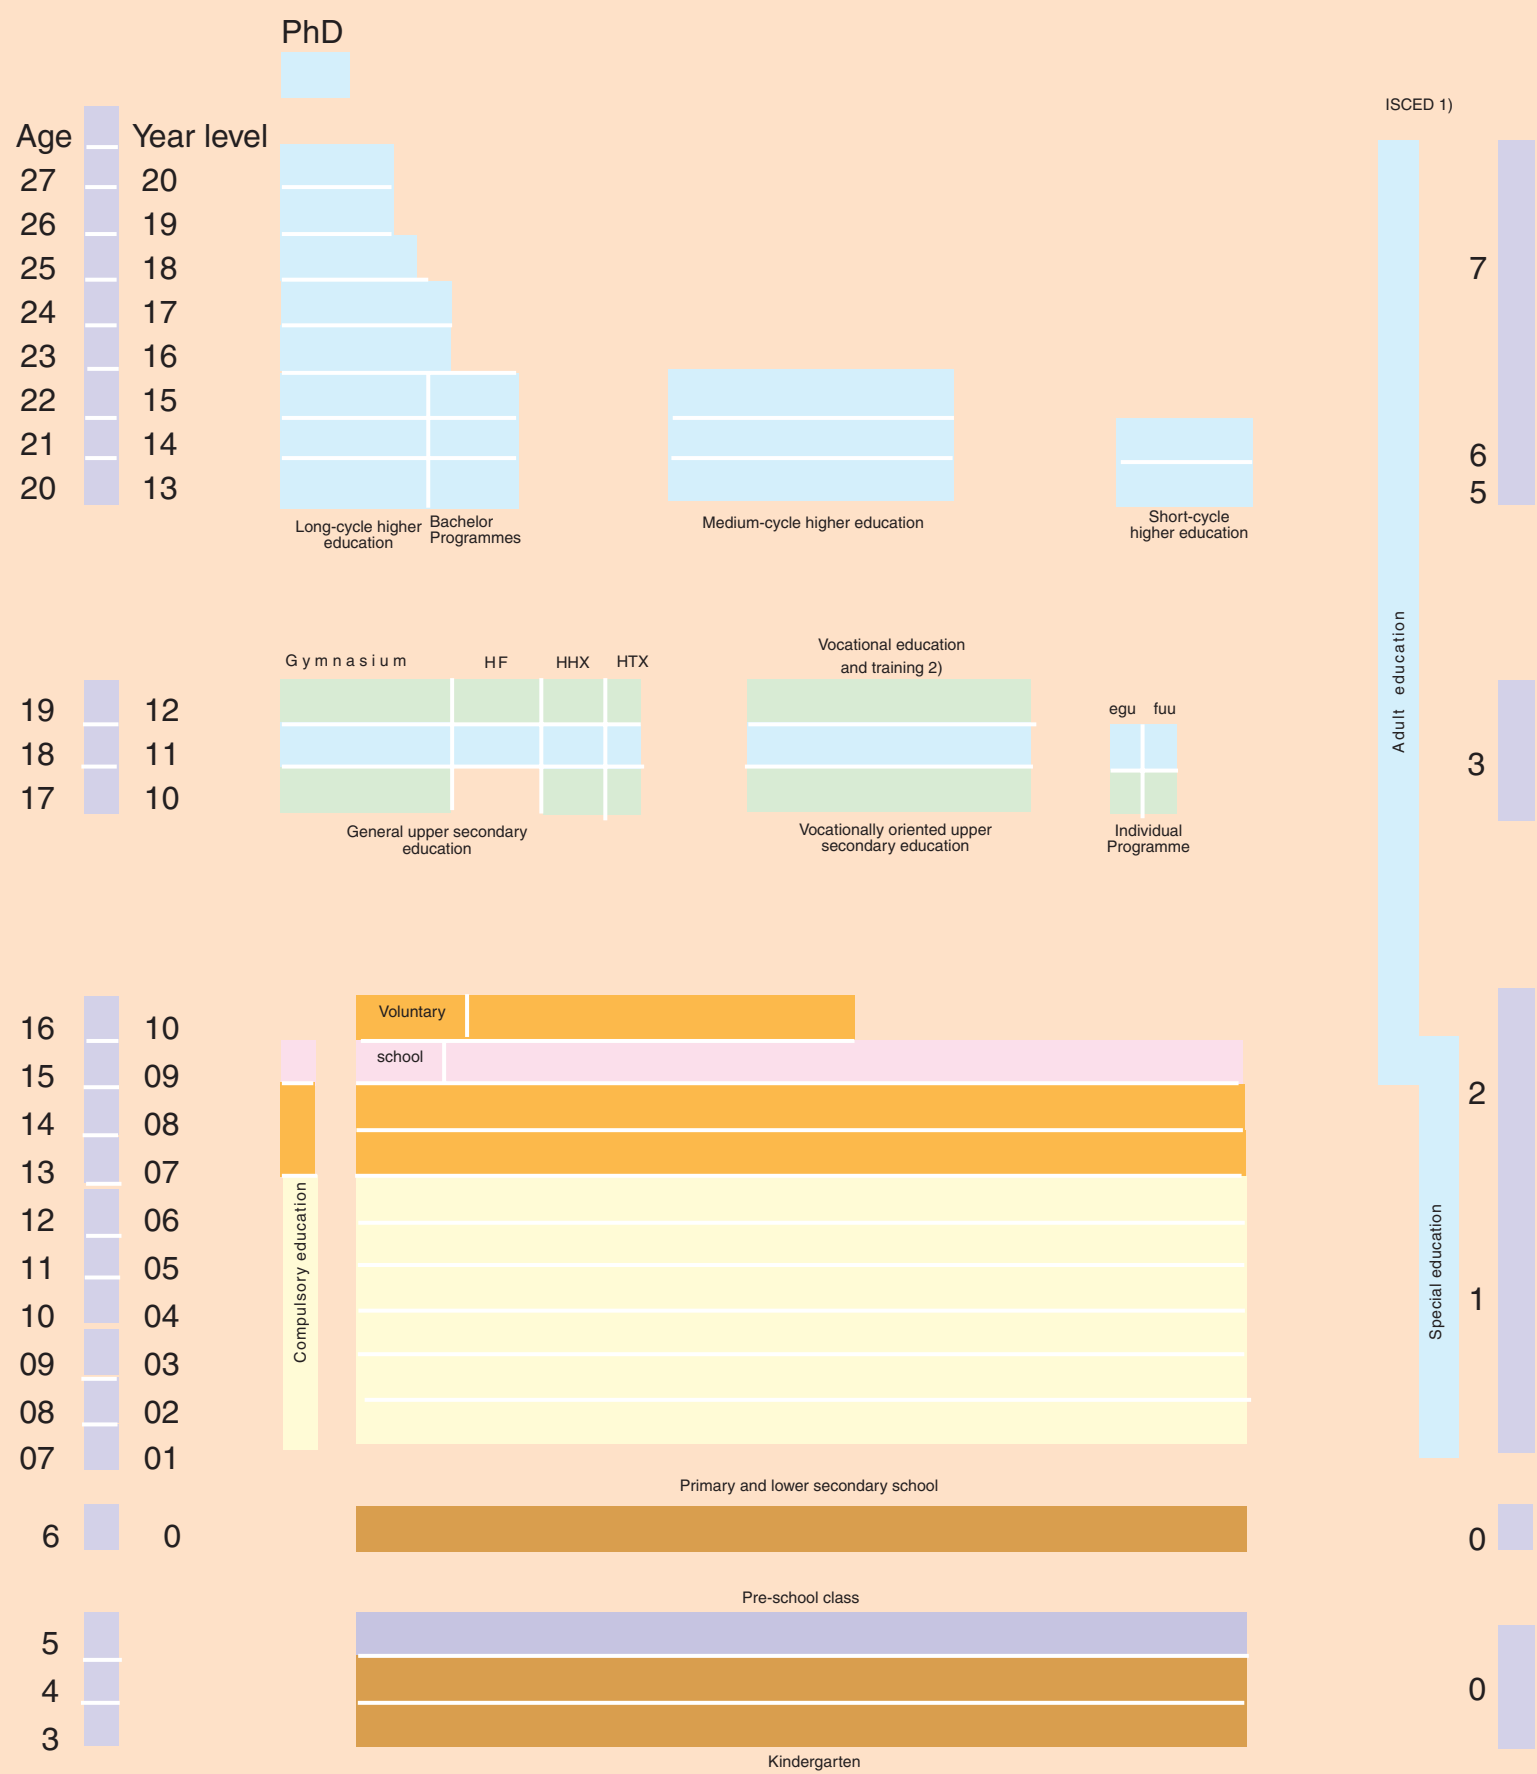 PhD
ISCED 1)
Age Year level
27 20
26 19
25 18 7
24 17
23 16
22 15
21 14 6
20 13 5
Long-cycle higher
education
Bachelor
Programmes
Medium-cycle higher education
Short-cycle
higher education
Adult education
Gymnasium HF HHX HTX
Vocational education
and training 2)
egu fuu
19 12
18 11 3
17 10
General upper secondary
education
Vocationally oriented upper
secondary education
Individual
Programme
16 10 Voluntary
school
15 09
14 08 2
13 07
Compulsory education
Special education
12 06
11 05
10 04 1
09 03
08 02
07 01
Primary and lower secondary school
6 0 0
Pre-school class
5
4 0
3
Kindergarten